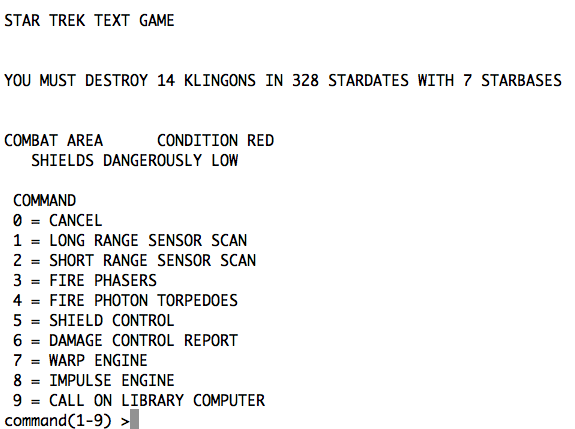 STAR TREK TEXT GAME
YOU MUST DESTROY 14 KLINGONS IN 328 STARDATES WITH 7 STARBASES
COMBAT AREA      CONDITION RED
SHIELDS DANGEROUSLY LOW
COMMAND
0 = CANCEL
1 = LONG RANGE SENSOR SCAN
2 = SHORT RANGE SENSOR SCAN
3 = FIRE PHASERS
4 = FIRE PHOTON TORPEDOES
5 = SHIELD CONTROL
6 = DAMAGE CONTROL REPORT
7 = WARP ENGINE
8 = IMPULSE ENGINE
9 = CALL ON LIBRARY COMPUTER
command(1-9) >